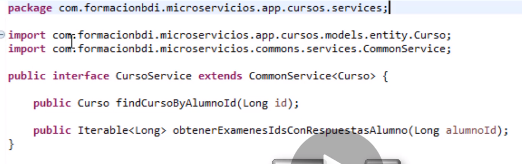 package com.formacionbdi.microservicios.app.cursos.services;
import com.formacionbdi.microservicios.app.cursos.models.entity.Curso;
import com.formacionbdi.microservicios.commons.services.CommonService;
public interface CursoService extends CommonService<Curso> {
public Curso findCursoByAlumnoId(Long id);
public Iterable<Long> obtenerExamenesIdsConRespuestasAlumno(Long alumnoId);
}